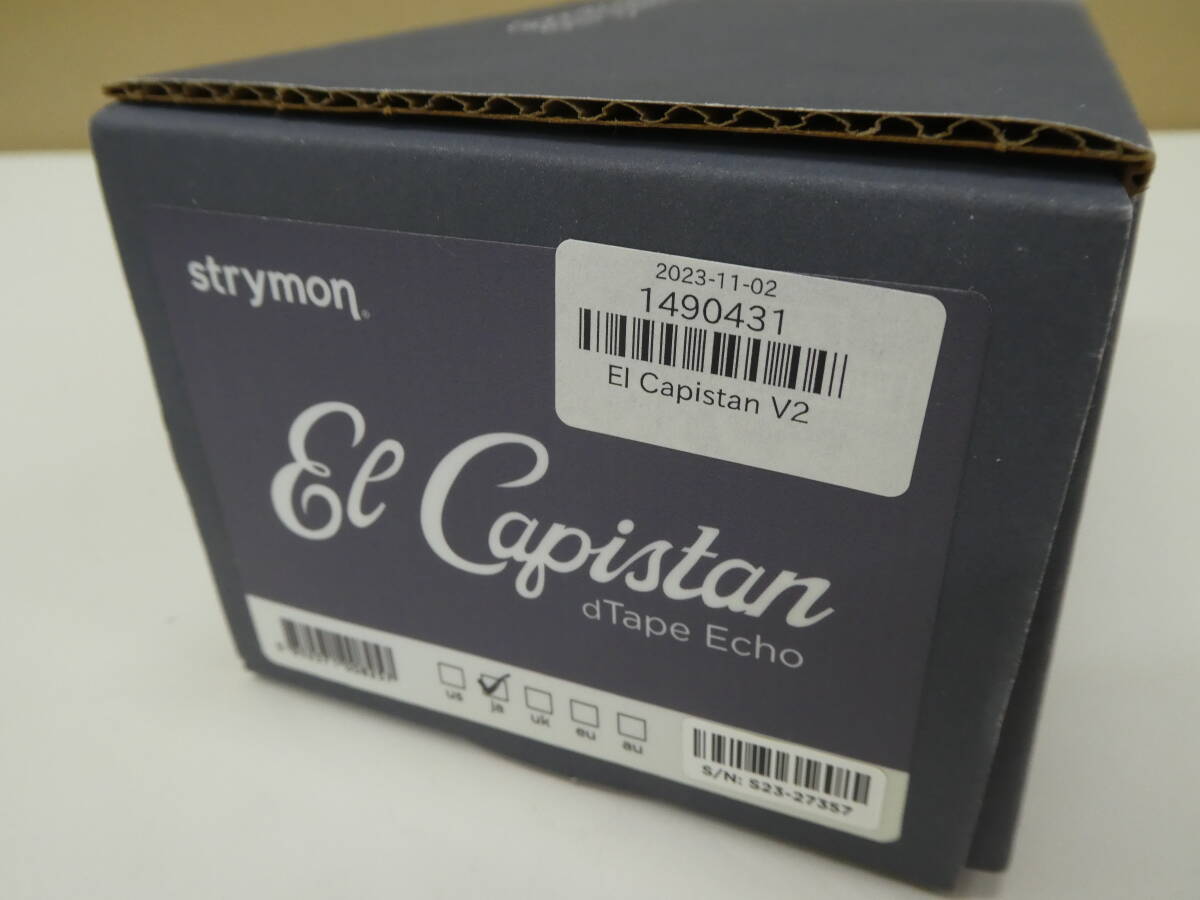 strymon®
2023-11-02
1490431
El Capistan V2
El Capistan
dTape Echo
us
ja
uk
eu
au
S/N: S23-27357